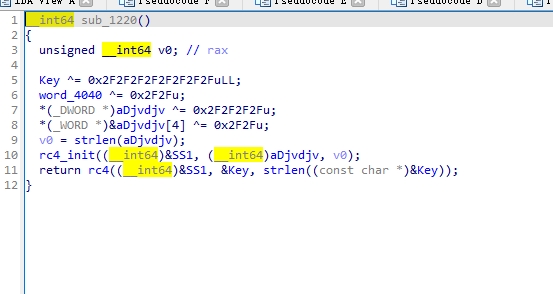 IDA View A Pseudocode F Pseudocode E Pseudocode D
1 __int64 sub_1220()
2 {
3 unsigned __int64 v0; // rax
4
5 Key ^= 0x2F2F2F2F2F2F2F2FuLL;
6 word_4040 ^= 0x2F2Fu;
7 *(_DWORD *)aDjvdjv ^= 0x2F2F2F2Fu;
8 *(_WORD *)&aDjvdjv[4] ^= 0x2F2Fu;
9 v0 = strlen(aDjvdjv);
10 rc4_init((__int64)&SS1, (__int64)aDjvdjv, v0);
11 return rc4((__int64)&SS1, &Key, strlen((const char *)&Key));
12 }